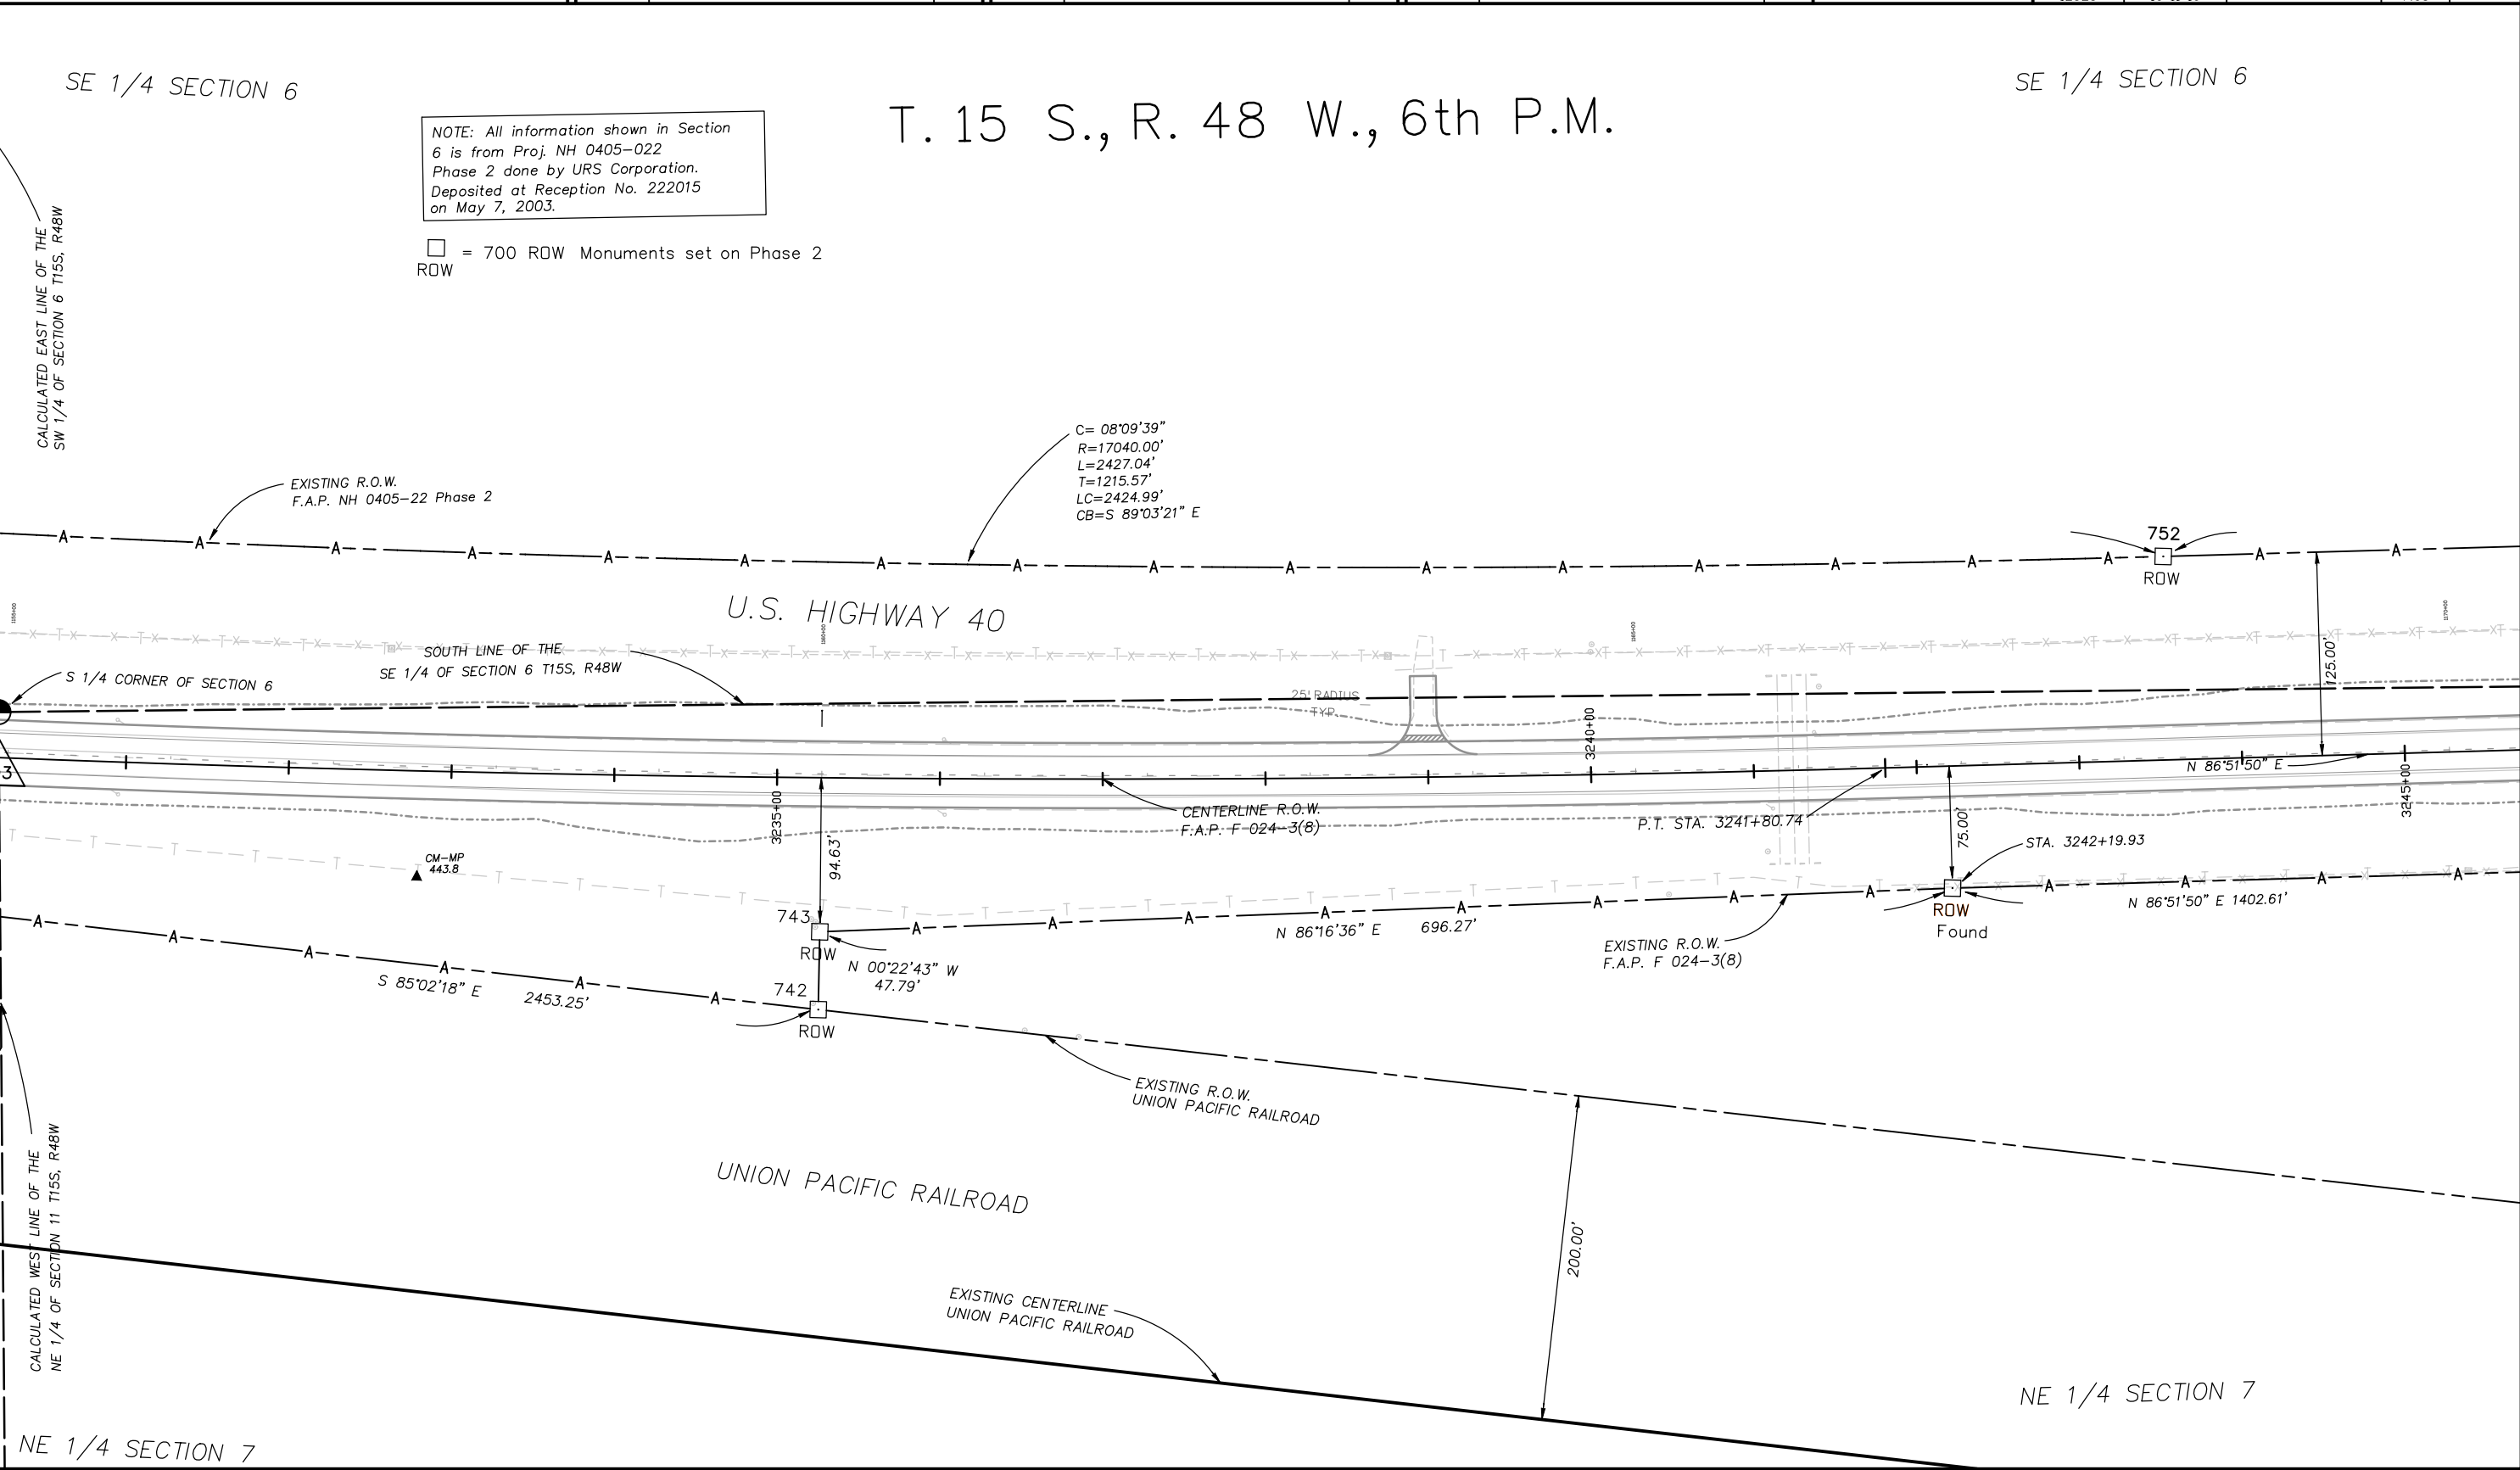 SE 1/4 SECTION 6
SE 1/4 SECTION 6
T. 15 S., R. 48 W., 6th P.M.
NOTE: All information shown in Section
6 is from Proj. NH 0405-022
Phase 2 done by URS Corporation.
Deposited at Reception No. 222015
on May 7, 2003.
= 700 ROW Monuments set on Phase 2
ROW
CALCULATED EAST LINE OF THE
SW 1/4 OF SECTION 6 T15S, R48W
C= 08°09'39"
R=17040.00'
L=2427.04'
T=1215.57'
LC=2424.99'
CB=S 89°03'21" E
EXISTING R.O.W.
F.A.P. NH 0405-22 Phase 2
752
ROW
U.S. HIGHWAY 40
1155+00
1160+00
1165+00
1170+00
SOUTH LINE OF THE
SE 1/4 OF SECTION 6 T15S, R48W
S 1/4 CORNER OF SECTION 6
25' RADIUS
TYP.
125.00'
3
3235+00
3240+00
3245+00
N 86°51'50" E
CENTERLINE R.O.W.
F.A.P. F 024-3(8)
P.T. STA. 3241+80.74
75.00'
STA. 3242+19.93
94.63'
CM-MP
443.8
743
ROW
N 86°16'36" E 696.27'
ROW
Found
N 86°51'50" E 1402.61'
EXISTING R.O.W.
F.A.P. F 024-3(8)
N 00°22'43" W
47.79'
S 85°02'18" E 2453.25'
742
ROW
EXISTING R.O.W.
UNION PACIFIC RAILROAD
UNION PACIFIC RAILROAD
200.00'
CALCULATED WEST LINE OF THE
NE 1/4 OF SECTION 11 T15S, R48W
EXISTING CENTERLINE
UNION PACIFIC RAILROAD
NE 1/4 SECTION 7
NE 1/4 SECTION 7